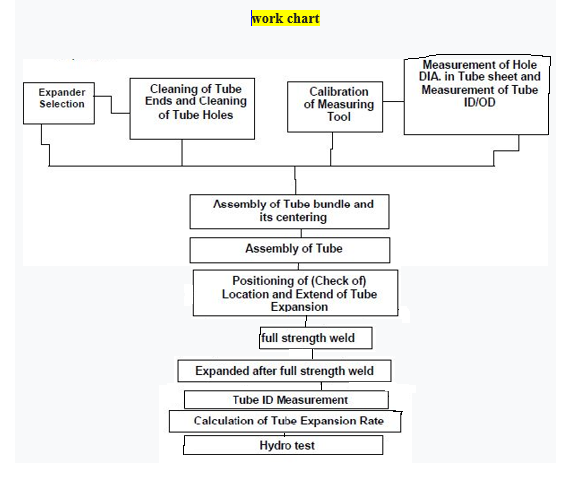 work chart
Expander
Selection
Cleaning of Tube
Ends and Cleaning
of Tube Holes
Calibration
of Measuring
Tool
Measurement of Hole
DIA. in Tube sheet and
Measurement of Tube
ID/OD
Assembly of Tube bundle and
its centering
Assembly of Tube
Positioning of (Check of)
Location and Extend of Tube
Expansion
full strength weld
Expanded after full strength weld
Tube ID Measurement
Calculation of Tube Expansion Rate
Hydro test